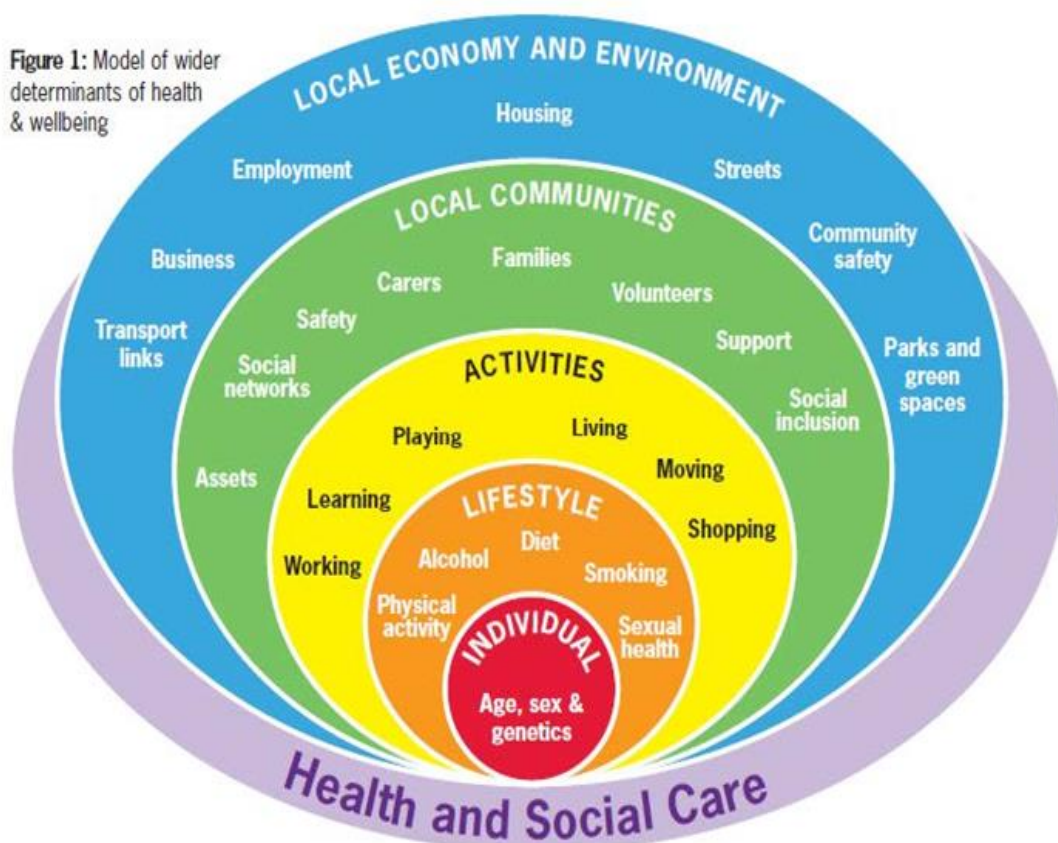 Figure 1: Model of wider
determinants of health
& wellbeing
LOCAL ECONOMY AND ENVIRONMENT
Housing
Employment
Streets
Business
Community
safety
Transport
links
Parks and
green
spaces
LOCAL COMMUNITIES
Families
Carers
Volunteers
Safety
Support
Social
networks
Social
inclusion
Assets
ACTIVITIES
Playing
Living
Learning
Moving
Working
Shopping
LIFESTYLE
Diet
Alcohol
Smoking
Physical
activity
Sexual
health
INDIVIDUAL
Age, sex &
genetics
Health and Social Care